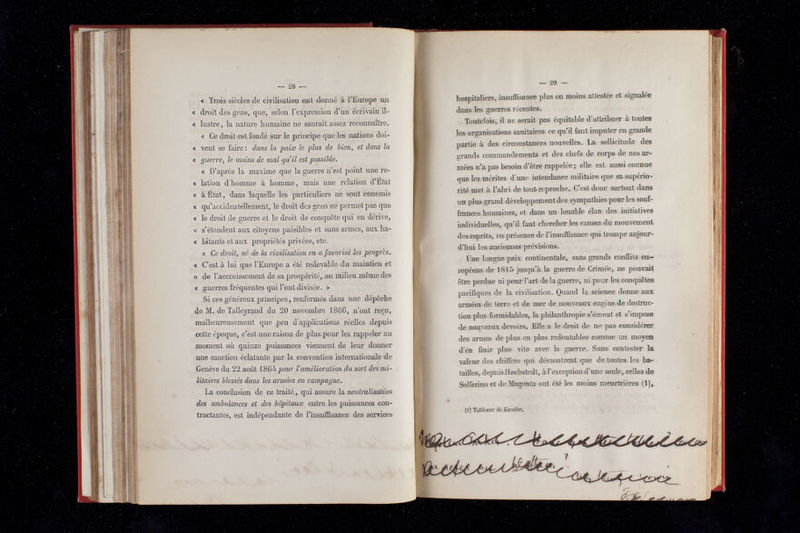 — 28 —
« Trois siècles de civilisation ont donné à l'Europe un
« droit des gens, que, selon l'expression d'un écrivain il-
« lustre, la nature humaine ne saurait assez reconnaître.
« Ce droit est fondé sur le principe que les nations doi-
« vent se faire : dans la paix le plus de bien, et dans la
« guerre, le moins de mal qu'il est possible.
« D'après la maxime que la guerre n'est point une re-
« lation d'homme à homme, mais une relation d'État
« à État, dans laquelle les particuliers ne sont ennemis
« qu'accidentellement, le droit des gens ne permet pas que
« le droit de guerre et le droit de conquête qui en dérive,
« s'étendent aux citoyens paisibles et sans armes, aux ha-
« bitants et aux propriétés privées, etc.
« Ce droit, né de la civilisation en a favorisé les progrès.
« C'est à lui que l'Europe a été redevable du maintien et
« de l'accroissement de sa prospérité, au milieu même des
« guerres fréquentes qui l'ont divisée. »
Si ces généreux principes, renfermés dans une dépêche
de M. de Talleyrand du 20 novembre 1806, n'ont reçu,
malheureusement que peu d'applications réelles depuis
cette époque, c'est une raison de plus pour les rappeler au
moment où quinze puissances viennent de leur donner
une sanction éclatante par la convention internationale de
Genève du 22 août 1864 pour l'amélioration du sort des mi-
litaires blessés dans les armées en campagne.
La conclusion de ce traité, qui assure la neutralisation
des ambulances et des hôpitaux entre les puissances con-
tractantes, est indépendante de l'insuffisance des services
— 29 —
hospitaliers, insuffisance plus ou moins attestée et signalée
dans les guerres récentes.
Toutefois, il ne serait pas équitable d'attribuer à toutes
les organisations sanitaires ce qu'il faut imputer en grande
partie à des circonstances nouvelles. La sollicitude des
grands commandements et des chefs de corps de nos ar-
mées n'a pas besoin d'être rappelée ; elle est aussi connue
que les mérites d'une intendance militaire que sa supério-
rité met à l'abri de tout reproche. C'est donc surtout dans
un plus grand développement des sympathies pour les souf-
frances humaines, et dans un louable élan des initiatives
individuelles, qu'il faut chercher les causes du mouvement
des esprits, en présence de l'insuffisance qui trompe aujour-
d'hui les anciennes prévisions.
Une longue paix continentale, sans grands conflits eu-
ropéens de 1815 jusqu'à la guerre de Crimée, ne pouvait
être perdue ni pour l'art de la guerre, ni pour les conquêtes
pacifiques de la civilisation. Quand la science donne aux
armées de terre et de mer de nouveaux engins de destruc-
tion plus formidables, la philanthropie s'émeut et s'impose
de nouveaux devoirs. Elle a le droit de ne pas considérer
des armes de plus en plus redoutables comme un moyen
d'en finir plus vite avec la guerre. Sans contester la
valeur des chiffres qui démontrent que de toutes les ba-
tailles, depuis Hochstedt, à l'exception d'une seule, celles de
Solférino et de Magenta ont été les moins meurtrières (1),
(1) Tableaux de